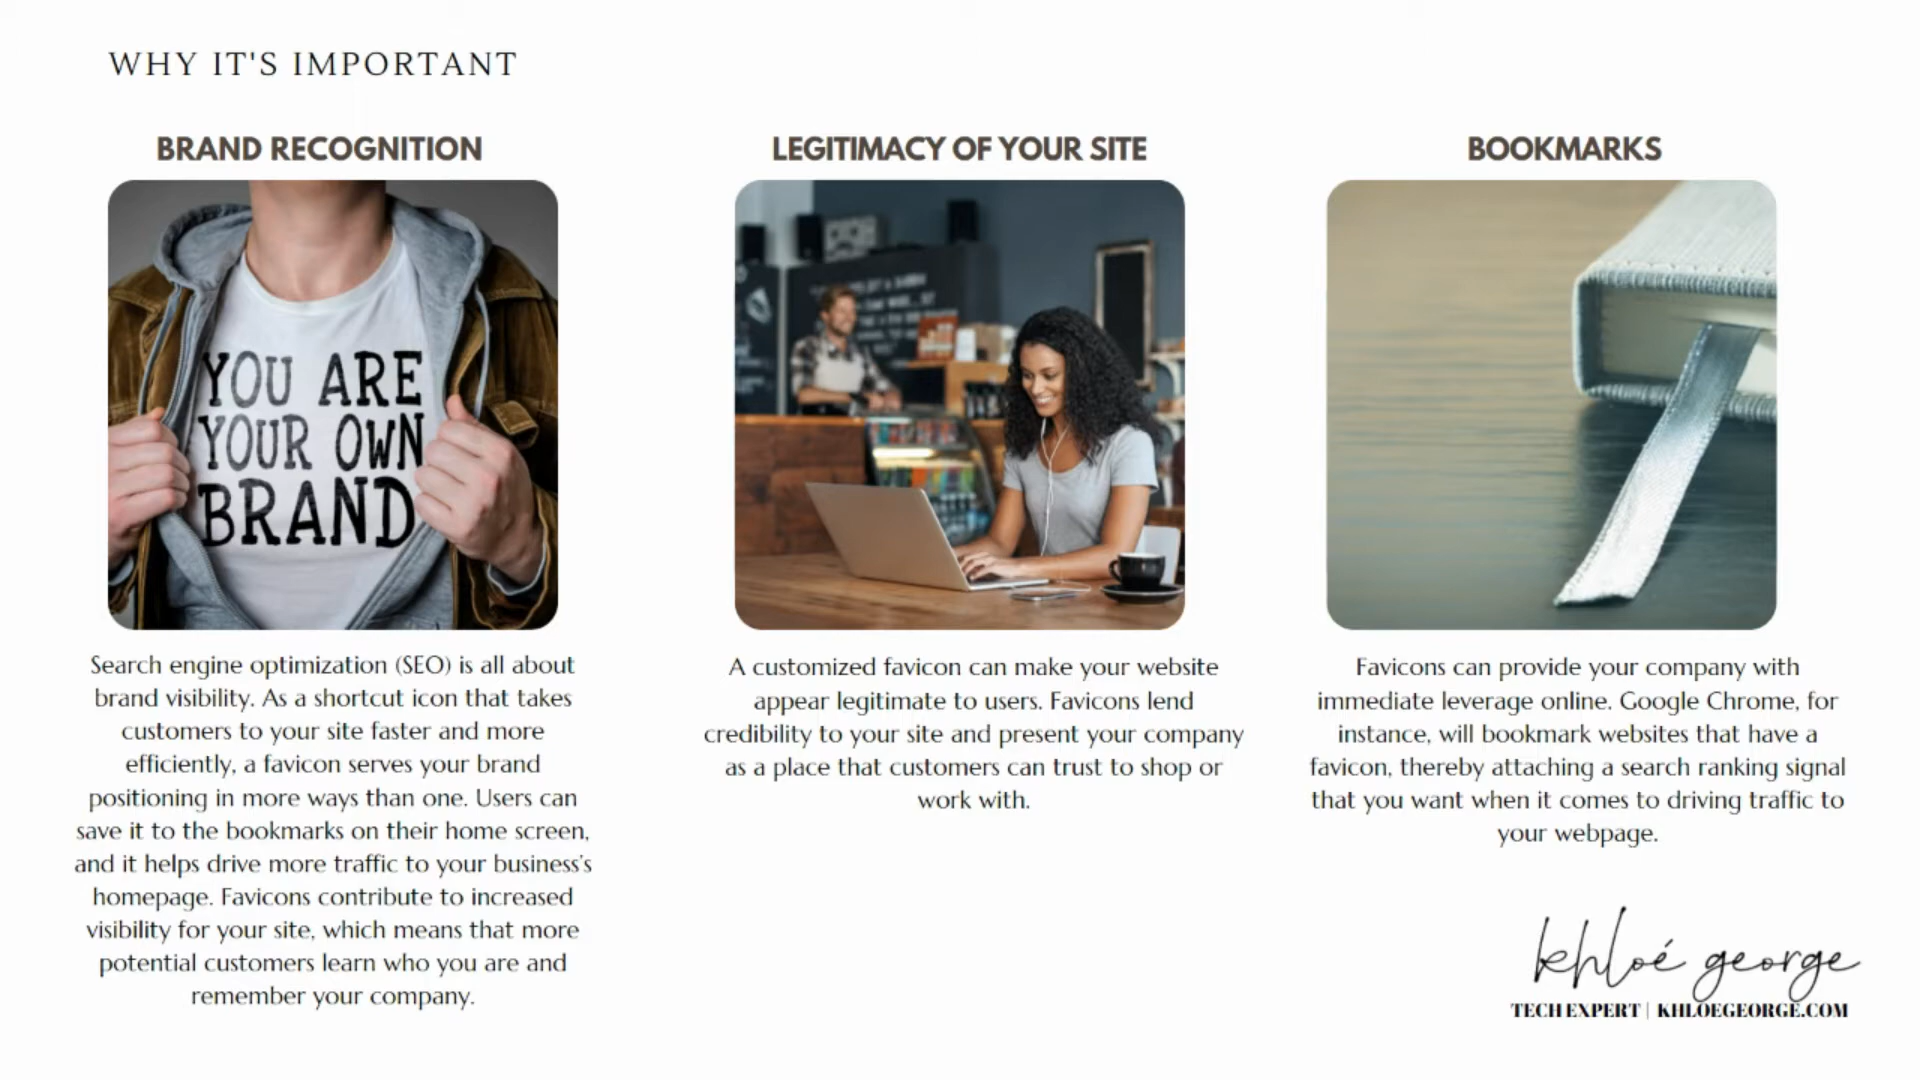 WHY IT'S IMPORTANT
BRAND RECOGNITION
YOU ARE
YOUR OWN
BRAND
Search engine optimization (SEO) is all about
brand visibility. As a shortcut icon that takes
customers to your site faster and more
efficiently, a favicon serves your brand
positioning in more ways than one. Users can
save it to the bookmarks on their home screen,
and it helps drive more traffic to your business's
homepage. Favicons contribute to increased
visibility for your site, which means that more
potential customers learn who you are and
remember your company.
LEGITIMACY OF YOUR SITE
A customized favicon can make your website
appear legitimate to users. Favicons lend
credibility to your site and present your company
as a place that customers can trust to shop or
work with.
BOOKMARKS
Favicons can provide your company with
immediate leverage online. Google Chrome, for
instance, will bookmark websites that have a
favicon, thereby attaching a search ranking signal
that you want when it comes to driving traffic to
your webpage.
khloé george
TECH EXPERT | KHLOEGEORGE.COM